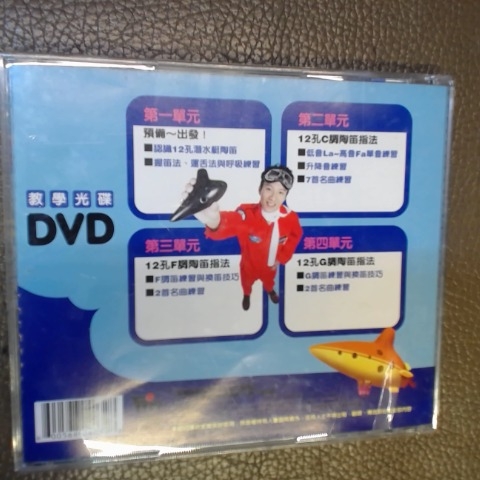 教學光碟
DVD
第一單元
預備～出發！
■認識12孔潛水艇陶笛
■握笛法、運舌法與呼吸練習
第二單元
12孔C調陶笛指法
■低音La~高音Fa單音練習
■升降音練習
■7首名曲練習
第三單元
12孔F調陶笛指法
■F調笛練習與換笛技巧
■2首名曲練習
第四單元
12孔G調陶笛指法
■G調笛練習與換笛技巧
■2首名曲練習